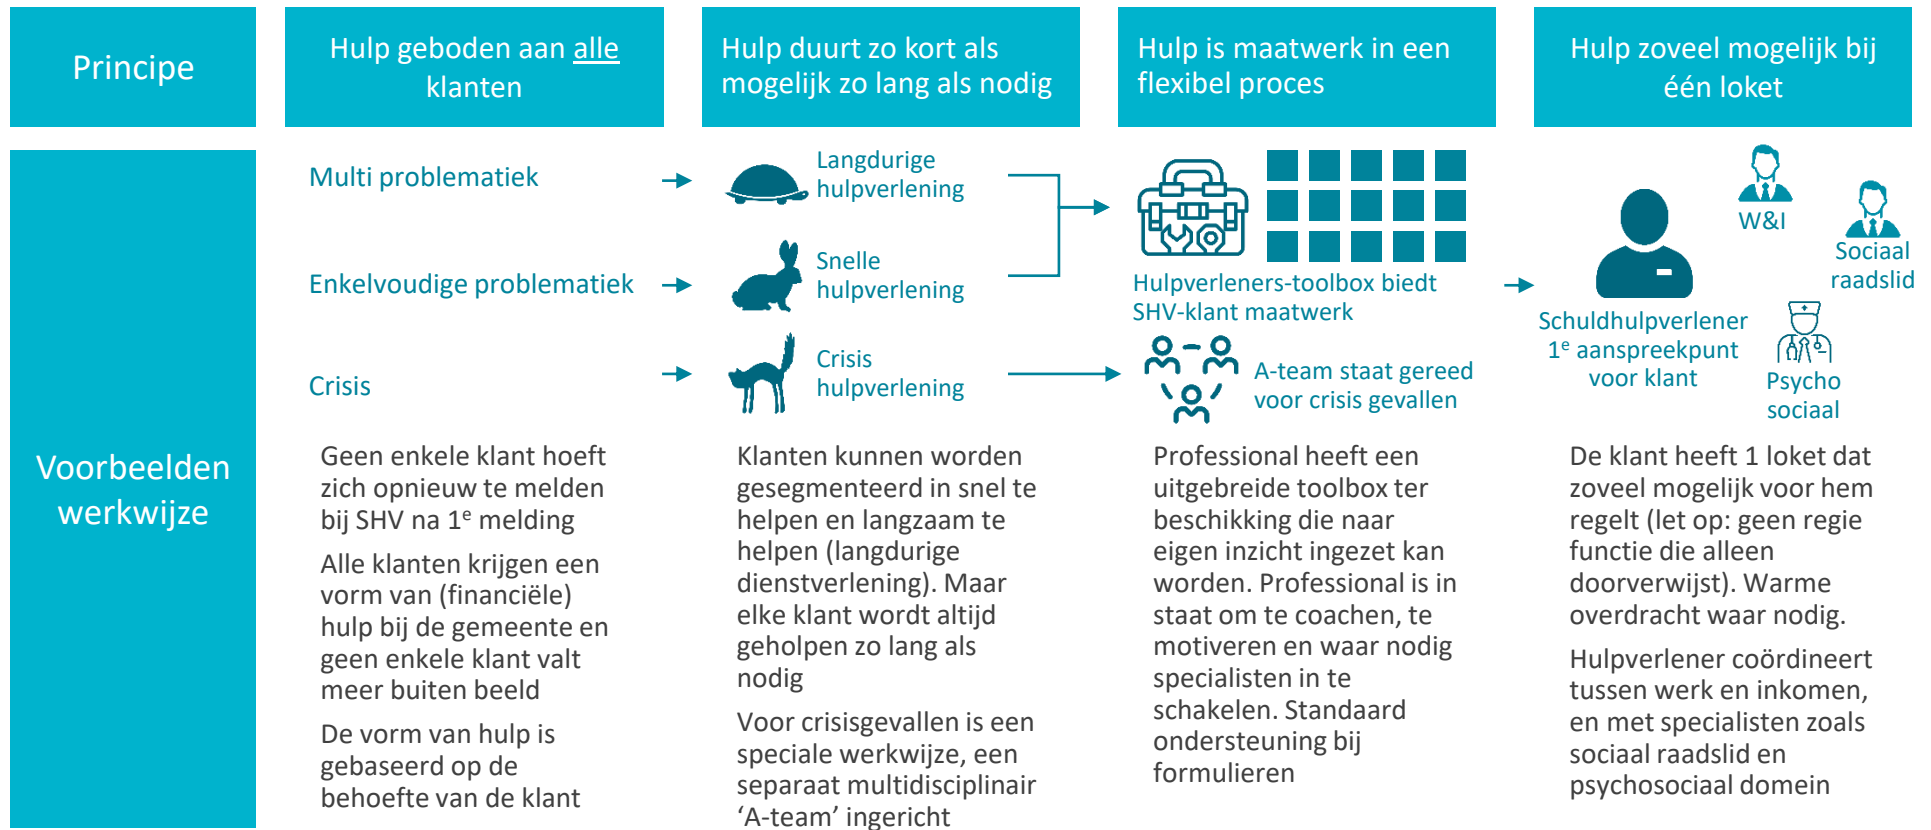 Principe
Hulp geboden aan alle
klanten
Hulp duurt zo kort als
mogelijk zo lang als nodig
Hulp is maatwerk in een
flexibel proces
Hulp zoveel mogelijk bij
één loket
Voorbeelden
werkwijze
Multi problematiek
Enkelvoudige problematiek
Crisis
Langdurige
hulpverlening
Snelle
hulpverlening
Crisis
hulpverlening
Hulpverleners-toolbox biedt
SHV-klant maatwerk
A-team staat gereed
voor crisis gevallen
W&I
Sociaal
raadslid
Schuldhulpverlener
1e aanspreekpunt
voor klant
Psycho
sociaal
Geen enkele klant hoeft
zich opnieuw te melden
bij SHV na 1e melding
Alle klanten krijgen een
vorm van (financiële)
hulp bij de gemeente en
geen enkele klant valt
meer buiten beeld
De vorm van hulp is
gebaseerd op de
behoefte van de klant
Klanten kunnen worden
gesegmenteerd in snel te
helpen en langzaam te
helpen (langdurige
dienstverlening). Maar
elke klant wordt altijd
geholpen zo lang als
nodig
Voor crisisgevallen is een
speciale werkwijze, een
separaat multidisciplinair
‘A-team’ ingericht
Professional heeft een
uitgebreide toolbox ter
beschikking die naar
eigen inzicht ingezet kan
worden. Professional is in
staat om te coachen, te
motiveren en waar nodig
specialisten in te
schakelen. Standaard
ondersteuning bij
formulieren
De klant heeft 1 loket dat
zoveel mogelijk voor hem
regelt (let op: geen regie
functie die alleen
doorverwijst). Warme
overdracht waar nodig.
Hulpverlener coördineert
tussen werk en inkomen,
en met specialisten zoals
sociaal raadslid en
psychosociaal domein